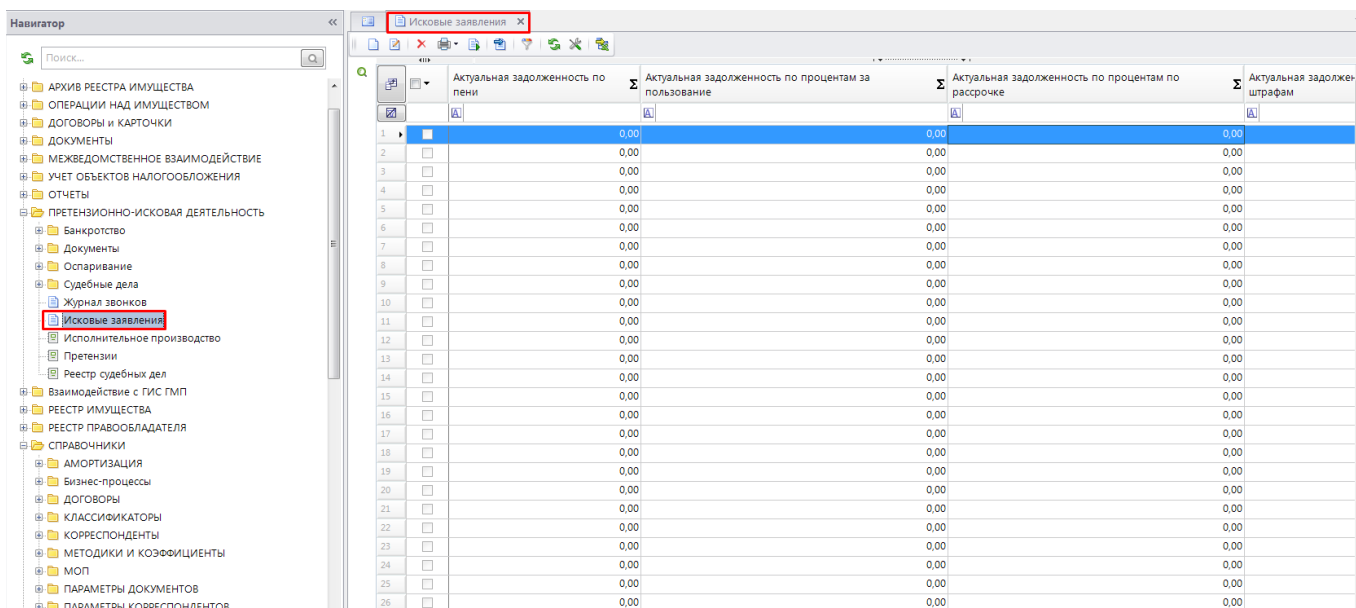 Навигатор
Поиск...
АРХИВ РЕЕСТРА ИМУЩЕСТВА
ОПЕРАЦИИ НАД ИМУЩЕСТВОМ
ДОГОВОРЫ и КАРТОЧКИ
ДОКУМЕНТЫ
МЕЖВЕДОМСТВЕННОЕ ВЗАИМОДЕЙСТВИЕ
УЧЕТ ОБЪЕКТОВ НАЛОГООБЛОЖЕНИЯ
ОТЧЕТЫ
ПРЕТЕНЗИОННО-ИСКОВАЯ ДЕЯТЕЛЬНОСТЬ
Банкротство
Документы
Оспаривание
Судебные дела
Журнал звонков
Исковые заявления
Исполнительное производство
Претензии
Реестр судебных дел
Взаимодействие с ГИС ГМП
РЕЕСТР ИМУЩЕСТВА
РЕЕСТР ПРАВООБЛАДАТЕЛЯ
СПРАВОЧНИКИ
АМОРТИЗАЦИЯ
Бизнес-процессы
ДОГОВОРЫ
КЛАССИФИКАТОРЫ
КОРРЕСПОНДЕНТЫ
МЕТОДИКИ И КОЭФФИЦИЕНТЫ
МОП
ПАРАМЕТРЫ ДОКУМЕНТОВ
ПАРАМЕТРЫ КОРРЕСПОНДЕНТОВ
Исковые заявления
Актуальная задолженность по Σ Актуальная задолженность по процентам за Σ Актуальная задолженность по процентам по Σ Актуальная задолжен
пени пользование рассрочке штрафам
1 0,00 0,00 0,00
2 0,00 0,00 0,00
3 0,00 0,00 0,00
4 0,00 0,00 0,00
5 0,00 0,00 0,00
6 0,00 0,00 0,00
7 0,00 0,00 0,00
8 0,00 0,00 0,00
9 0,00 0,00 0,00
10 0,00 0,00 0,00
11 0,00 0,00 0,00
12 0,00 0,00 0,00
13 0,00 0,00 0,00
14 0,00 0,00 0,00
15 0,00 0,00 0,00
16 0,00 0,00 0,00
17 0,00 0,00 0,00
18 0,00 0,00 0,00
19 0,00 0,00 0,00
20 0,00 0,00 0,00
21 0,00 0,00 0,00
22 0,00 0,00 0,00
23 0,00 0,00 0,00
24 0,00 0,00 0,00
25 0,00 0,00 0,00
26 0,00 0,00 0,00